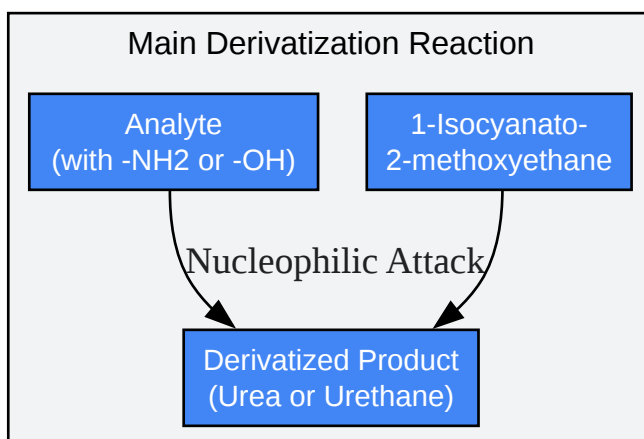 Main Derivatization Reaction
Analyte
(with -NH2 or -OH)
1-Isocyanato-
2-methoxyethane
Nucleophilic Attack
Derivatized Product
(Urea or Urethane)